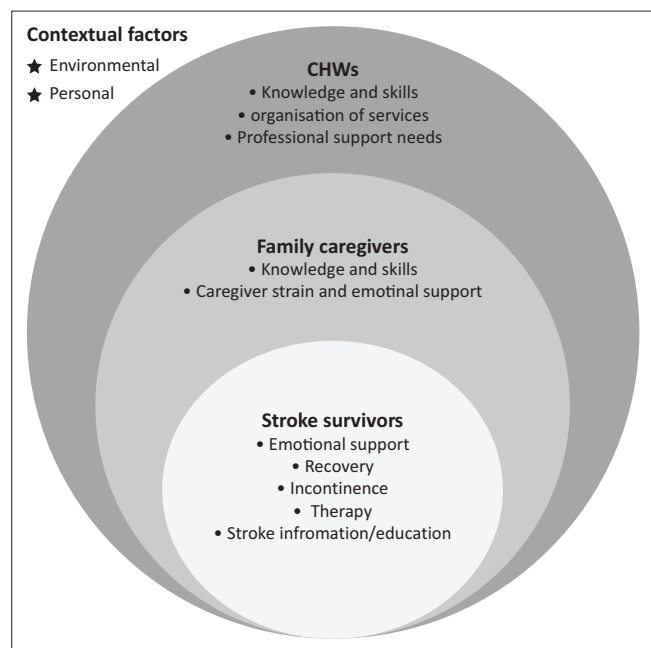 Contextual factors
★ Environmental
★ Personal
CHWs
• Knowledge and skills
• organisation of services
• Professional support needs
Family caregivers
• Knowledge and skills
• Caregiver strain and emotinal support
Stroke survivors
• Emotional support
• Recovery
• Incontinence
• Therapy
• Stroke infromation/education